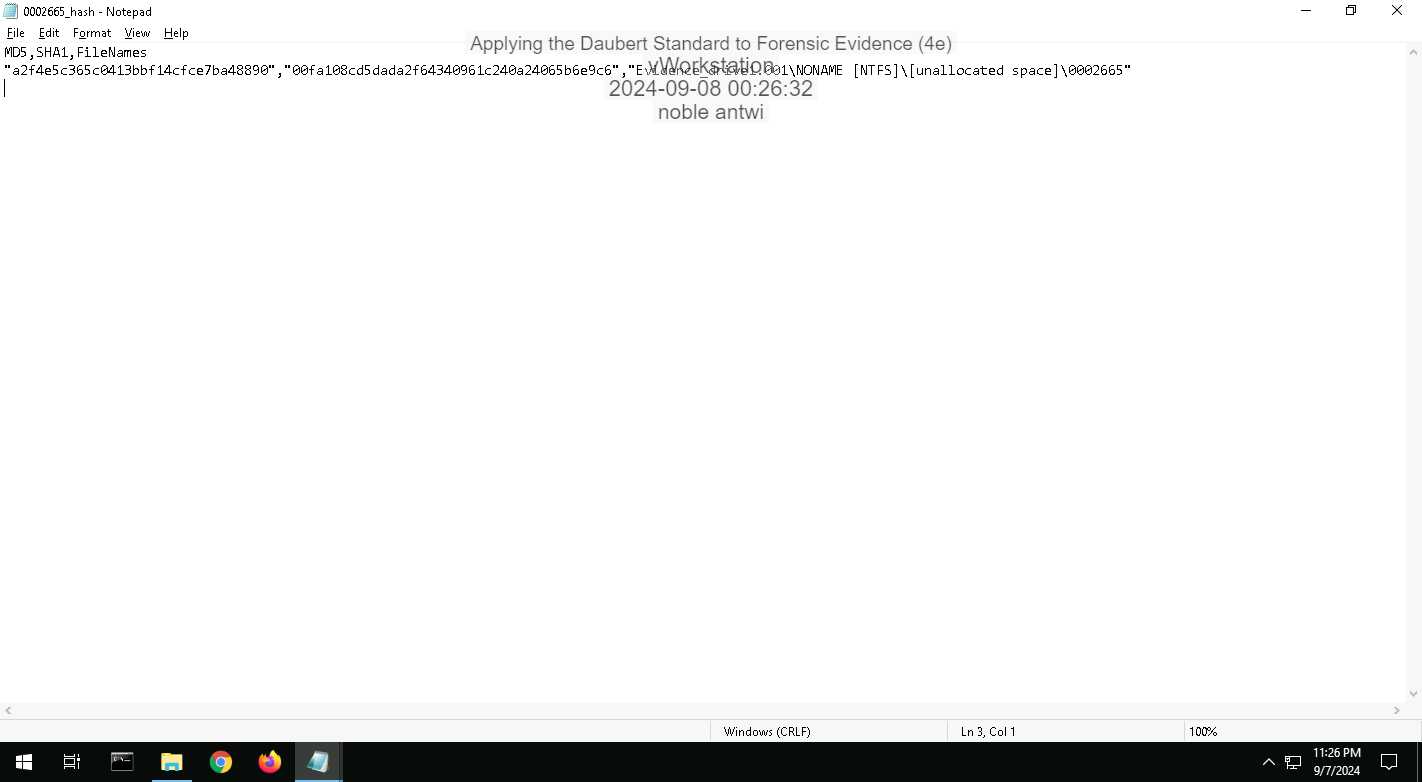 0002665_hash - Notepad
File Edit Format View Help
MD5,SHA1,FileNames
"a2f4e5c365c0413bbf14cfce7ba48890","00fa108cd5dada2f64340961c240a24065b6e9c6","Evidence_drive1.001\NONAME [NTFS]\[unallocated space]\0002665"
Applying the Daubert Standard to Forensic Evidence (4e)
vWorkstation
2024-09-08 00:26:32
noble antwi
Windows (CRLF) Ln 3, Col 1 100%
11:26 PM
9/7/2024